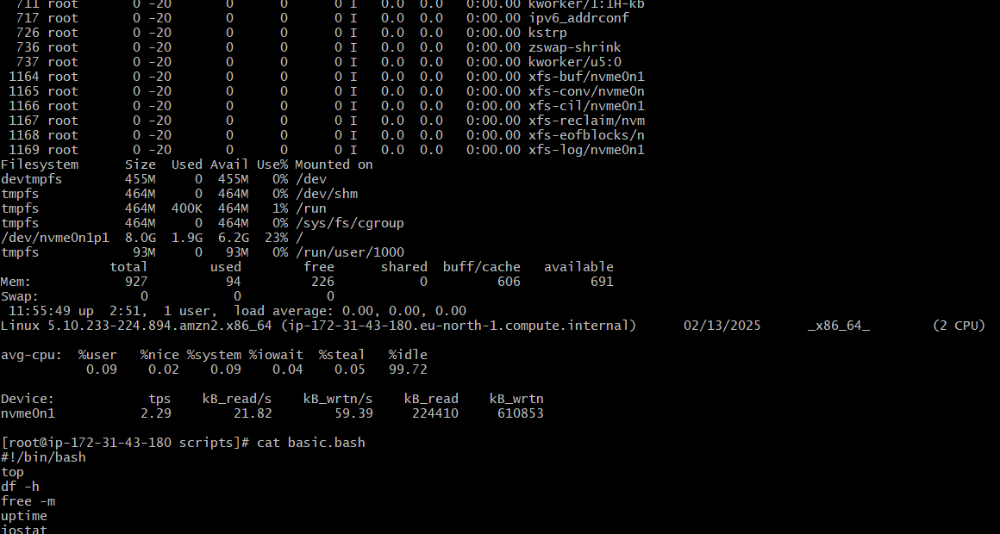 711 root 0 -20 0 0 0 I 0.0 0.0 0:00.00 kworker/1:1H-kb
717 root 0 -20 0 0 0 I 0.0 0.0 0:00.00 ipv6_addrconf
726 root 0 -20 0 0 0 I 0.0 0.0 0:00.00 kstrp
736 root 0 -20 0 0 0 I 0.0 0.0 0:00.00 zswap-shrink
737 root 0 -20 0 0 0 I 0.0 0.0 0:00.00 kworker/u5:0
1164 root 0 -20 0 0 0 I 0.0 0.0 0:00.00 xfs-buf/nvme0n1
1165 root 0 -20 0 0 0 I 0.0 0.0 0:00.00 xfs-conv/nvme0n
1166 root 0 -20 0 0 0 I 0.0 0.0 0:00.00 xfs-cil/nvme0n1
1167 root 0 -20 0 0 0 I 0.0 0.0 0:00.00 xfs-reclaim/nvm
1168 root 0 -20 0 0 0 I 0.0 0.0 0:00.00 xfs-eofblocks/n
1169 root 0 -20 0 0 0 I 0.0 0.0 0:00.00 xfs-log/nvme0n1
Filesystem Size Used Avail Use% Mounted on
devtmpfs 455M 0 455M 0% /dev
tmpfs 464M 0 464M 0% /dev/shm
tmpfs 464M 400K 464M 1% /run
tmpfs 464M 0 464M 0% /sys/fs/cgroup
/dev/nvme0n1p1 8.0G 1.9G 6.2G 23% /
tmpfs 93M 0 93M 0% /run/user/1000
total used free shared buff/cache available
Mem: 927 94 226 0 606 691
Swap: 0 0 0
11:55:49 up 2:51, 1 user, load average: 0.00, 0.00, 0.00
Linux 5.10.233-224.894.amzn2.x86_64 (ip-172-31-43-180.eu-north-1.compute.internal) 02/13/2025 _x86_64_ (2 CPU)
avg-cpu: %user %nice %system %iowait %steal %idle
0.09 0.02 0.09 0.04 0.05 99.72
Device: tps kB_read/s kB_wrtn/s kB_read kB_wrtn
nvme0n1 2.29 21.82 59.39 224410 610853
[root@ip-172-31-43-180 scripts]# cat basic.bash
#!/bin/bash
top
df -h
free -m
uptime
iostat